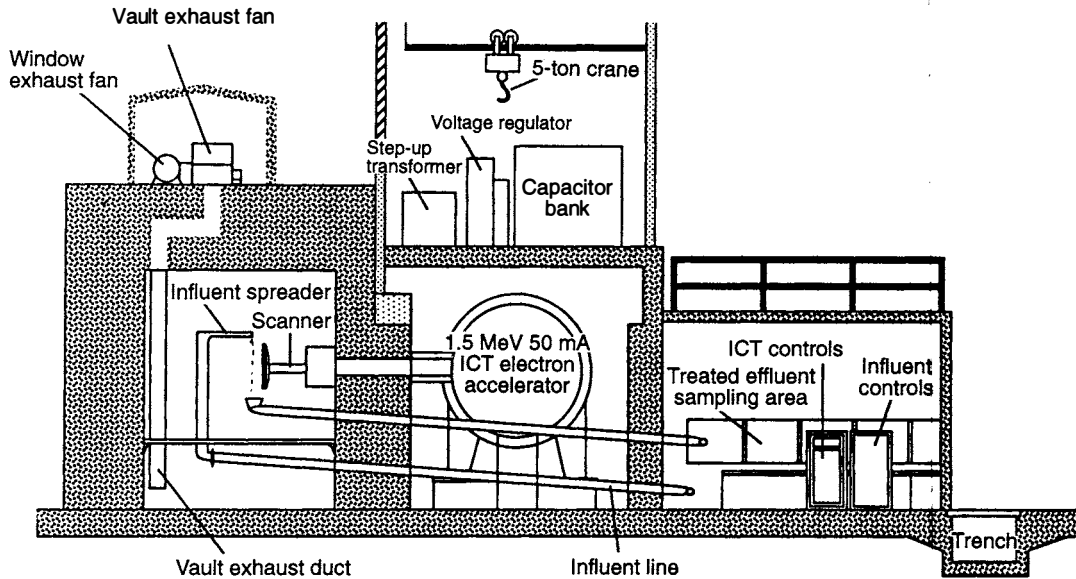 Vault exhaust fan
Window
exhaust fan
5-ton crane
Voltage regulator
Step-up
transformer
Capacitor
bank
Influent spreader
Scanner
1.5 MeV 50 mA
ICT electron
accelerator
ICT controls
Treated effluent
sampling area
Influent
controls
Trench
Vault exhaust duct
Influent line